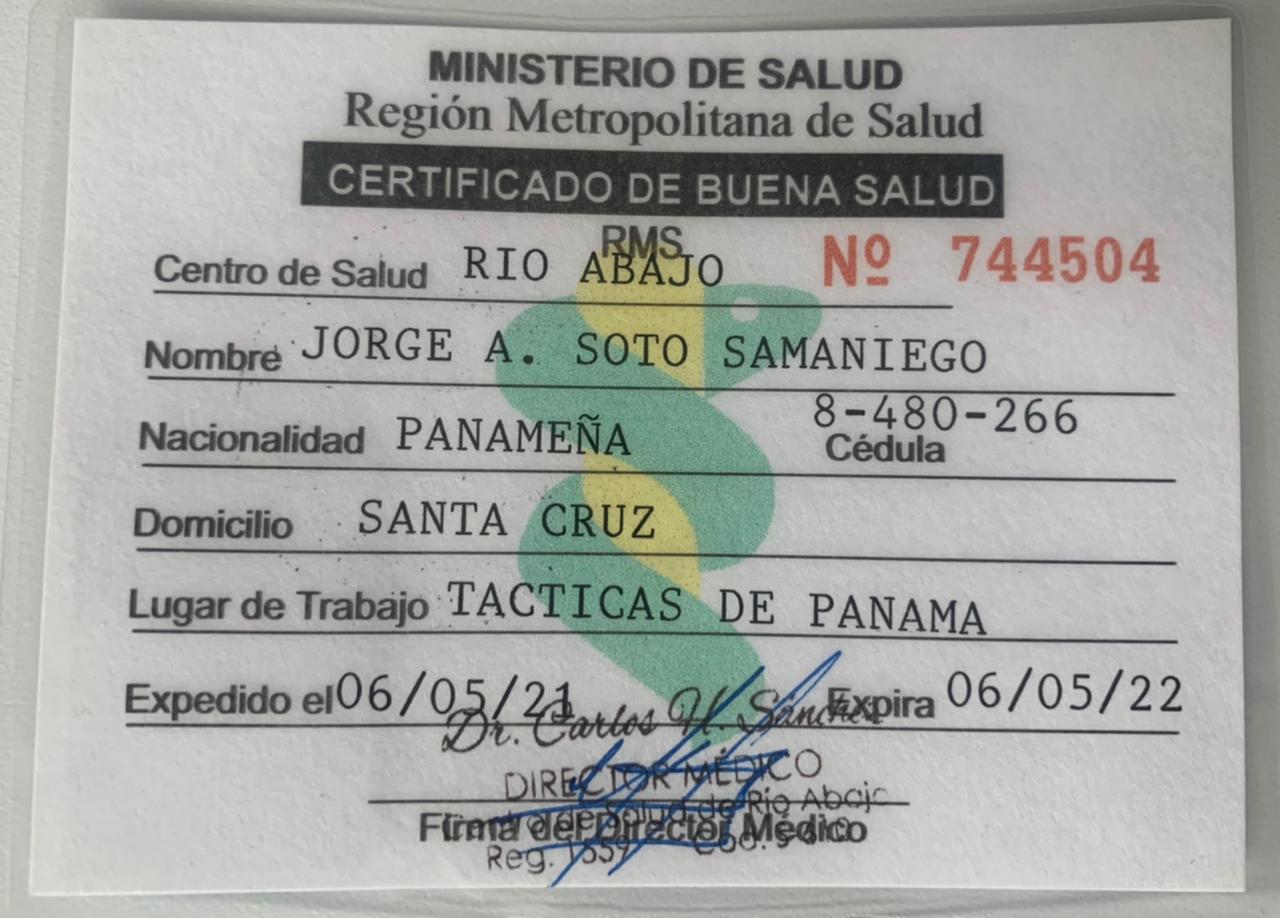 MINISTERIO DE SALUD
Región Metropolitana de Salud
CERTIFICADO DE BUENA SALUD
RMS
Centro de Salud RIO ABAJO Nº 744504
Nombre JORGE A. SOTO SAMANIEGO
Nacionalidad PANAMEÑA 8-480-266 Cédula
Domicilio SANTA CRUZ
Lugar de Trabajo TACTICAS DE PANAMA
Expedido el 06/05/21 Expira 06/05/22
Dr. Carlos H. Sánchez
DIRECTOR MÉDICO
de Salud de Río Abajo
Firma del Director Médico
Reg. 1559